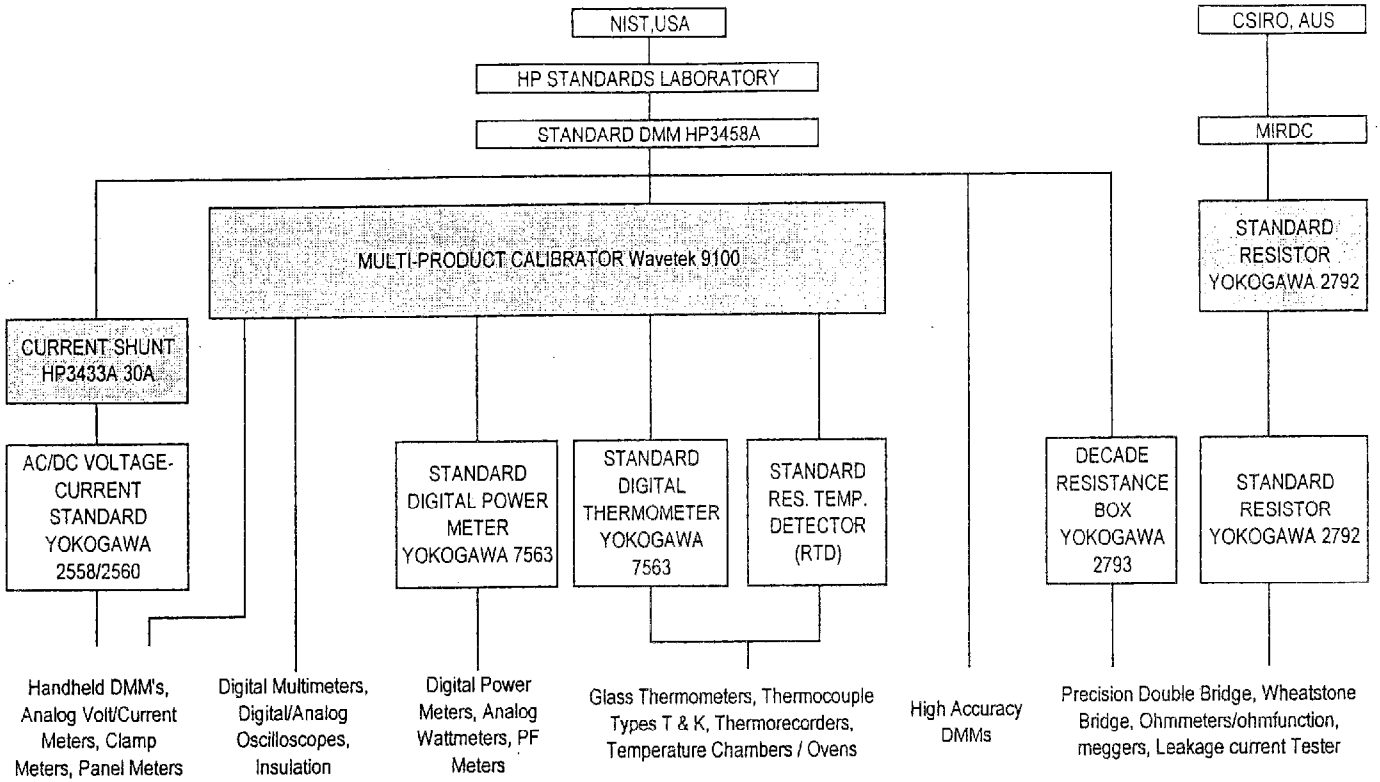 NIST,USA
CSIRO, AUS
HP STANDARDS LABORATORY
STANDARD DMM HP3458A
MIRDC
MULTI-PRODUCT CALIBRATOR Wavetek 9100
STANDARD
RESISTOR
YOKOGAWA 2792
CURRENT SHUNT
HP3433A 30A
AC/DC VOLTAGE-
CURRENT
STANDARD
YOKOGAWA
2558/2560
STANDARD
DIGITAL POWER
METER
YOKOGAWA 7563
STANDARD
DIGITAL
THERMOMETER
YOKOGAWA
7563
STANDARD
RES. TEMP.
DETECTOR
(RTD)
DECADE
RESISTANCE
BOX
YOKOGAWA
2793
STANDARD
RESISTOR
YOKOGAWA 2792
Handheld DMM's,
Analog Volt/Current
Meters, Clamp
Meters, Panel Meters
Digital Multimeters,
Digital/Analog
Oscilloscopes,
Insulation
Digital Power
Meters, Analog
Wattmeters, PF
Meters
Glass Thermometers, Thermocouple
Types T & K, Thermorecorders,
Temperature Chambers / Ovens
High Accuracy
DMMs
Precision Double Bridge, Wheatstone
Bridge, Ohmmeters/ohmfunction,
meggers, Leakage current Tester